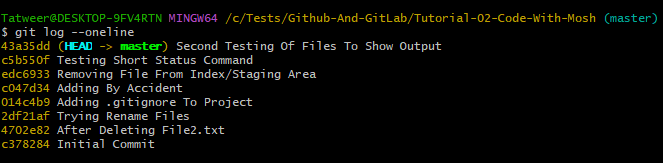 Tatweer@DESKTOP-9FV4RTN MINGW64 /c/Tests/Github-And-GitLab/Tutorial-02-Code-With-Mosh (master)
$ git log --oneline
43a35dd (HEAD -> master) Second Testing Of Files To Show Output
c5b550f Testing Short Status Command
edc6933 Removing File From Index/Staging Area
c047d34 Adding By Accident
014c4b9 Adding .gitignore To Project
2df21af Trying Rename Files
4702e82 After Deleting File2.txt
c378284 Initial Commit